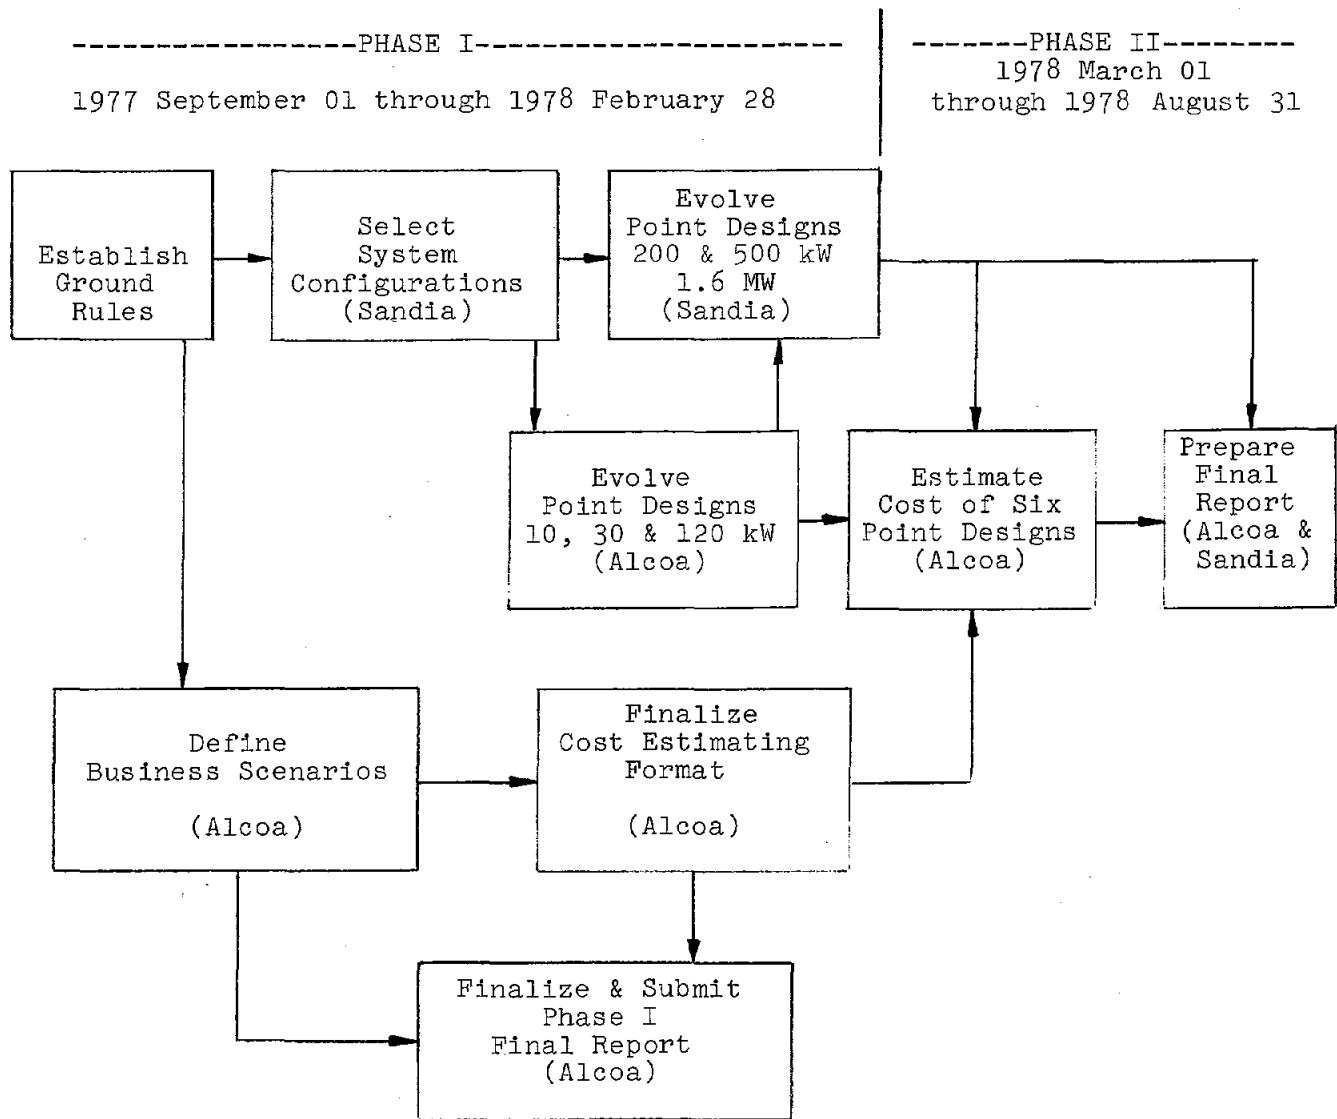 ------------------PHASE I-----------------------
1977 September 01 through 1978 February 28
-------PHASE II--------
1978 March 01
through 1978 August 31
Establish
Ground
Rules
Select
System
Configurations
(Sandia)
Evolve
Point Designs
200 & 500 kW
1.6 MW
(Sandia)
Evolve
Point Designs
10, 30 & 120 kW
(Alcoa)
Estimate
Cost of Six
Point Designs
(Alcoa)
Prepare
Final
Report
(Alcoa &
Sandia)
Define
Business Scenarios
(Alcoa)
Finalize
Cost Estimating
Format
(Alcoa)
Finalize & Submit
Phase I
Final Report
(Alcoa)